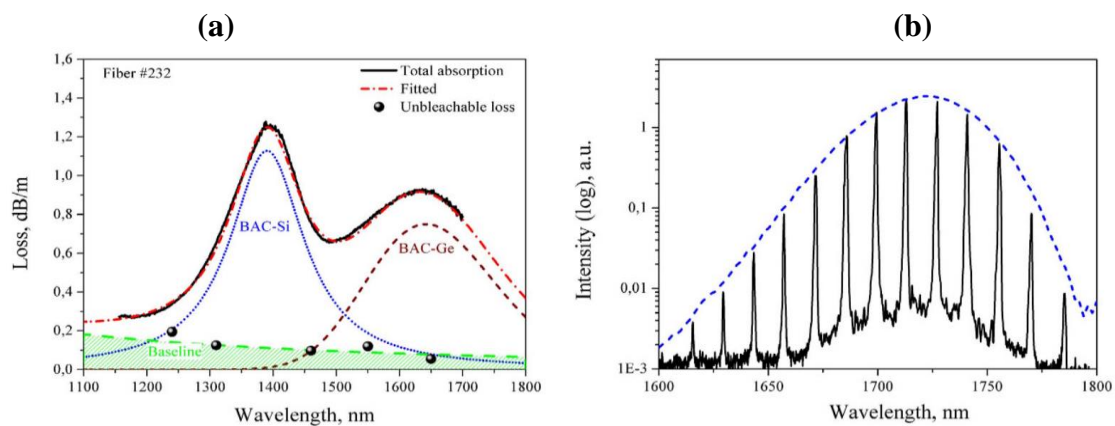 (a)
(b)
Fiber #232
Total absorption
Fitted
Unbleachable loss
BAC-Si
BAC-Ge
Baseline
Loss, dB/m
1,6
1,4
1,2
1,0
0,8
0,6
0,4
0,2
0,0
1100 1200 1300 1400 1500 1600 1700 1800
Wavelength, nm
Intensity (log), a.u.
1
0,1
0,01
1E-3
1600 1650 1700 1750 1800
Wavelength, nm